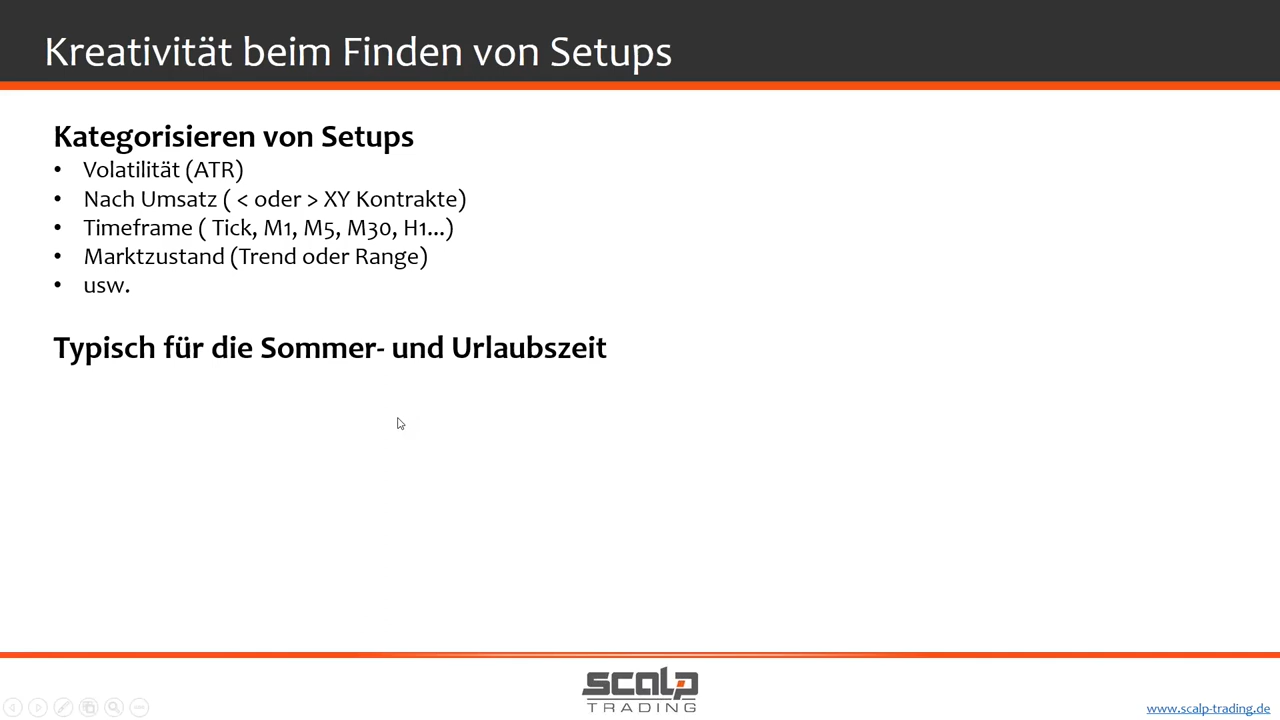 Kreativität beim Finden von Setups
Kategorisieren von Setups
• Volatilität (ATR)
• Nach Umsatz ( < oder > XY Kontrakte)
• Timeframe ( Tick, M1, M5, M30, H1...)
• Marktzustand (Trend oder Range)
• usw.
Typisch für die Sommer- und Urlaubszeit
scalp
TRADING
www.scalp-trading.de